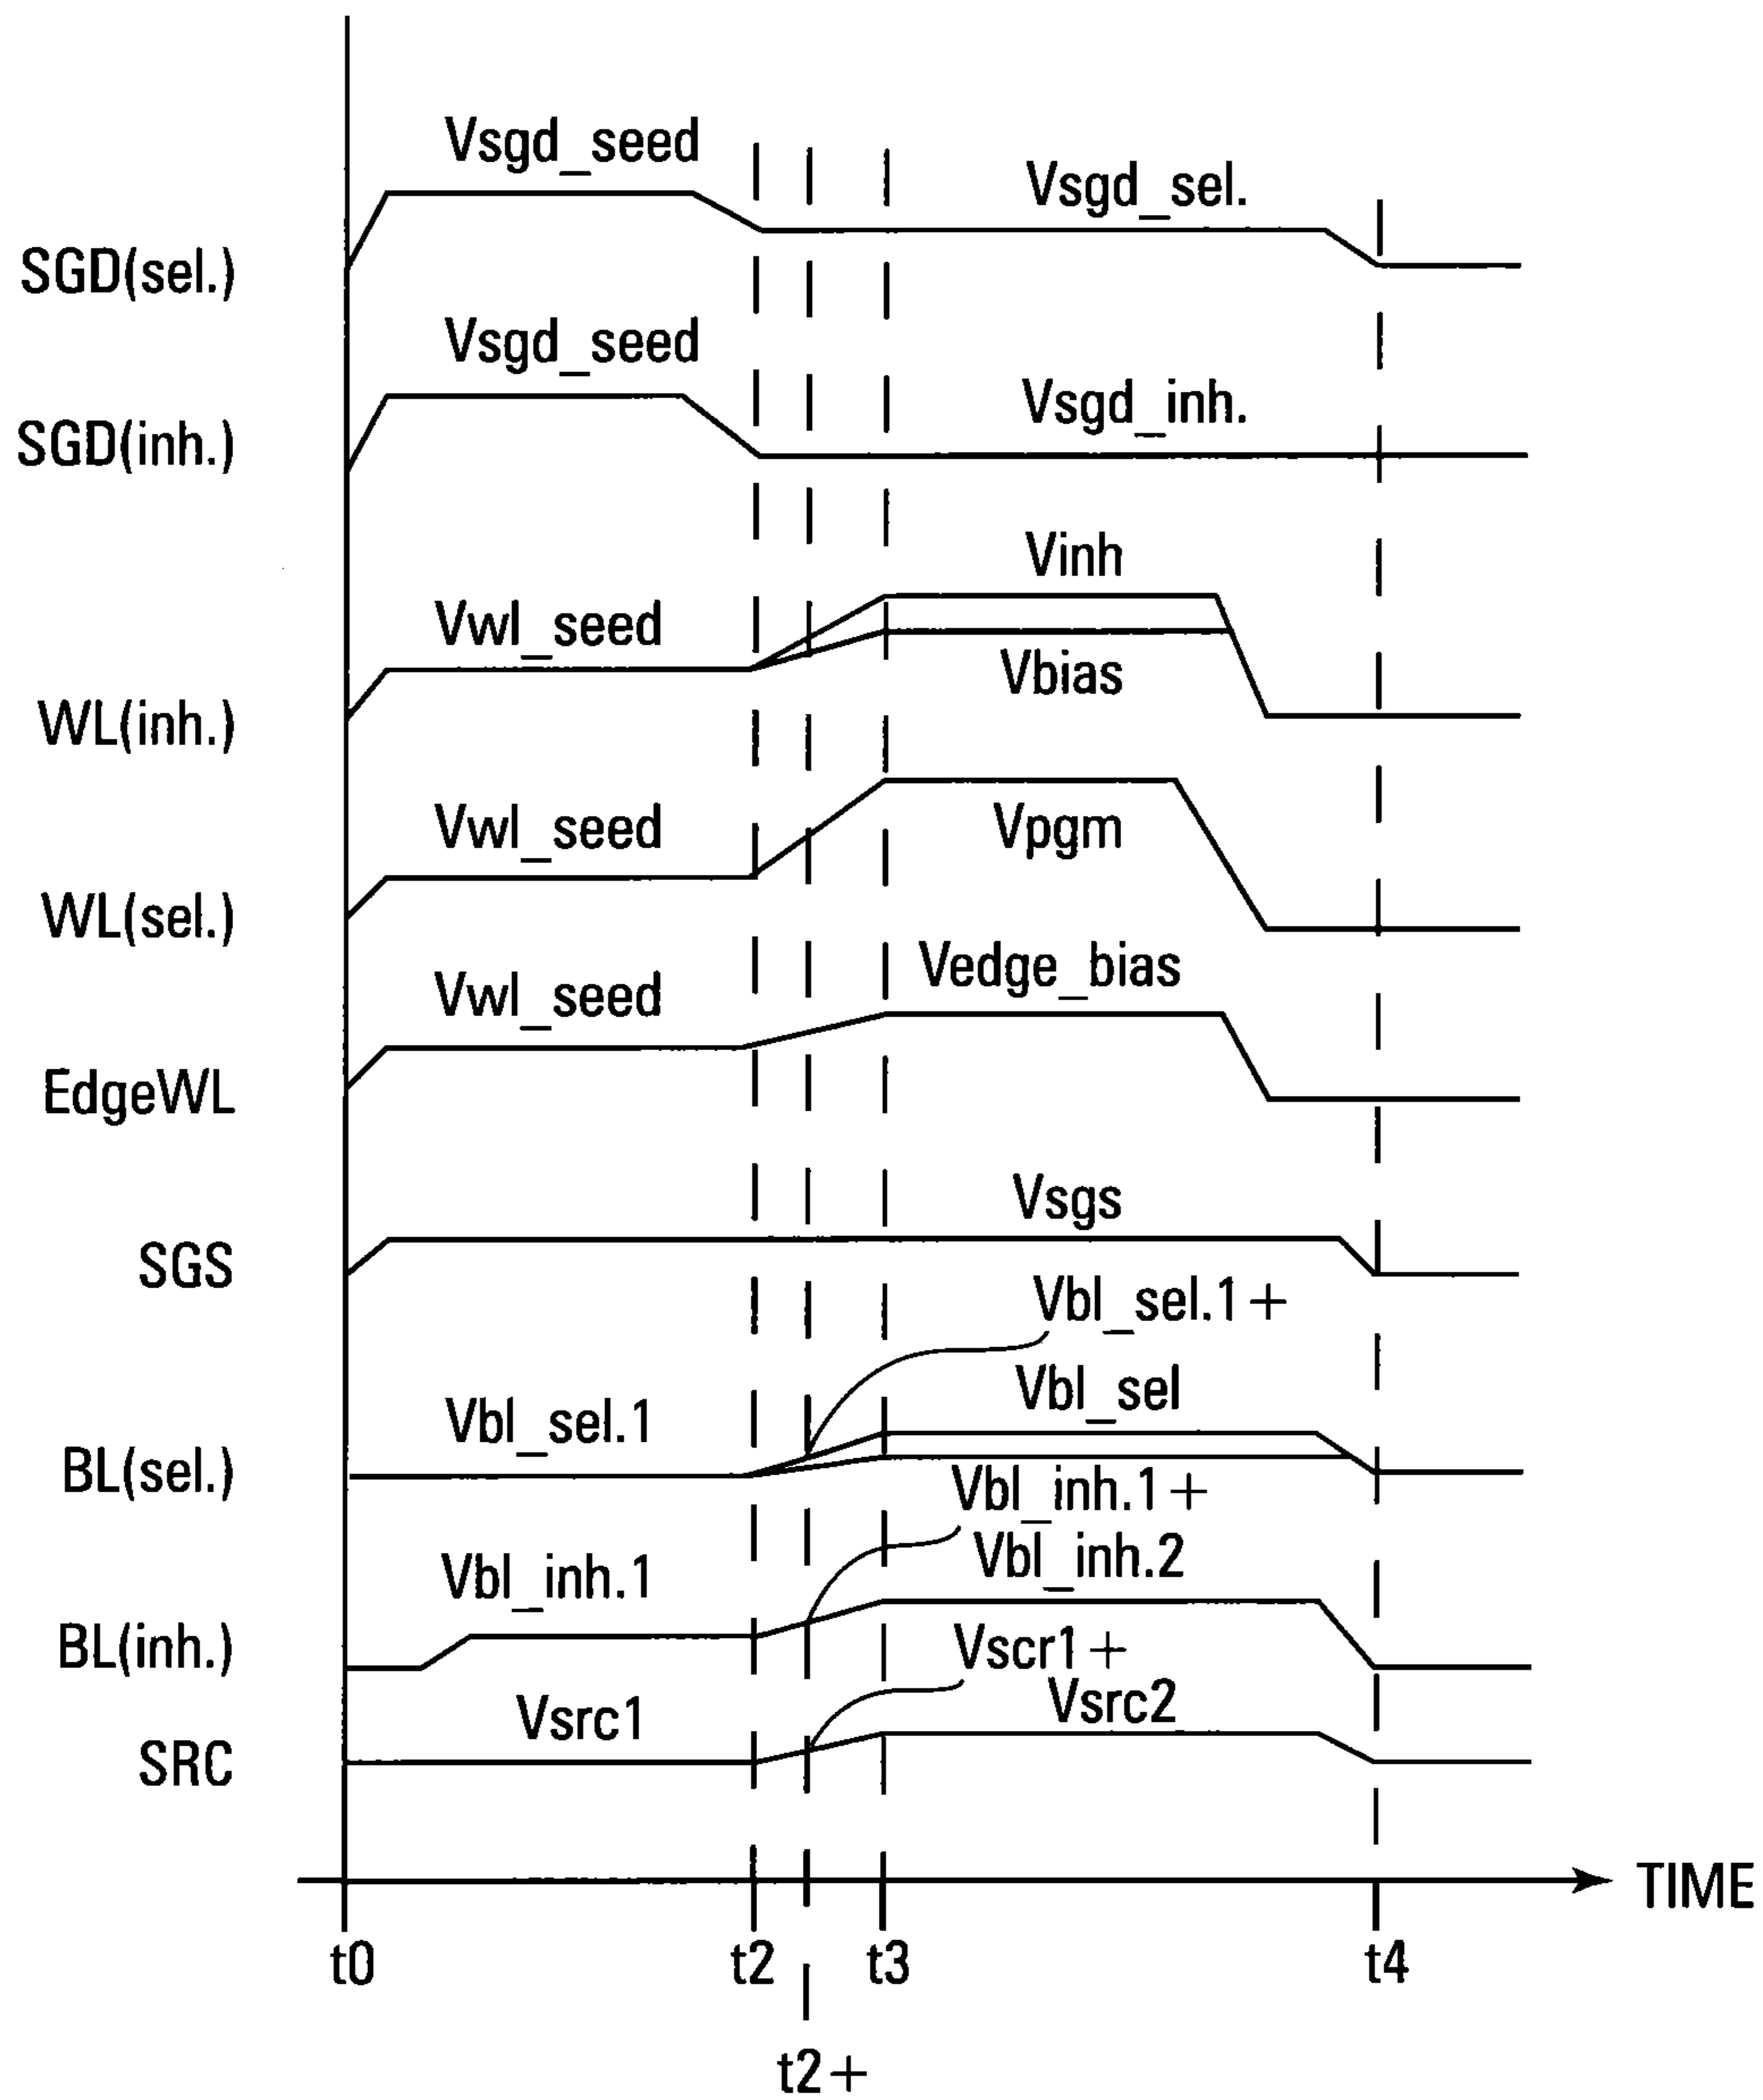 Vsgd_seed
Vsgd_sel.
SGD(sel.)
Vsgd_seed
Vsgd_inh.
SGD(inh.)
Vinh
Vwl_seed
Vbias
WL(inh.)
Vwl_seed
Vpgm
WL(sel.)
Vedge_bias
Vwl_seed
EdgeWL
Vsgs
SGS
Vbl_sel.1+
Vbl_sel
Vbl_sel.1
BL(sel.)
Vbl_inh.1+
Vbl_inh.2
Vbl_inh.1
BL(inh.)
Vscr1+
Vsrc2
Vsrc1
SRC
TIME
t0
t2
t3
t4
t2+